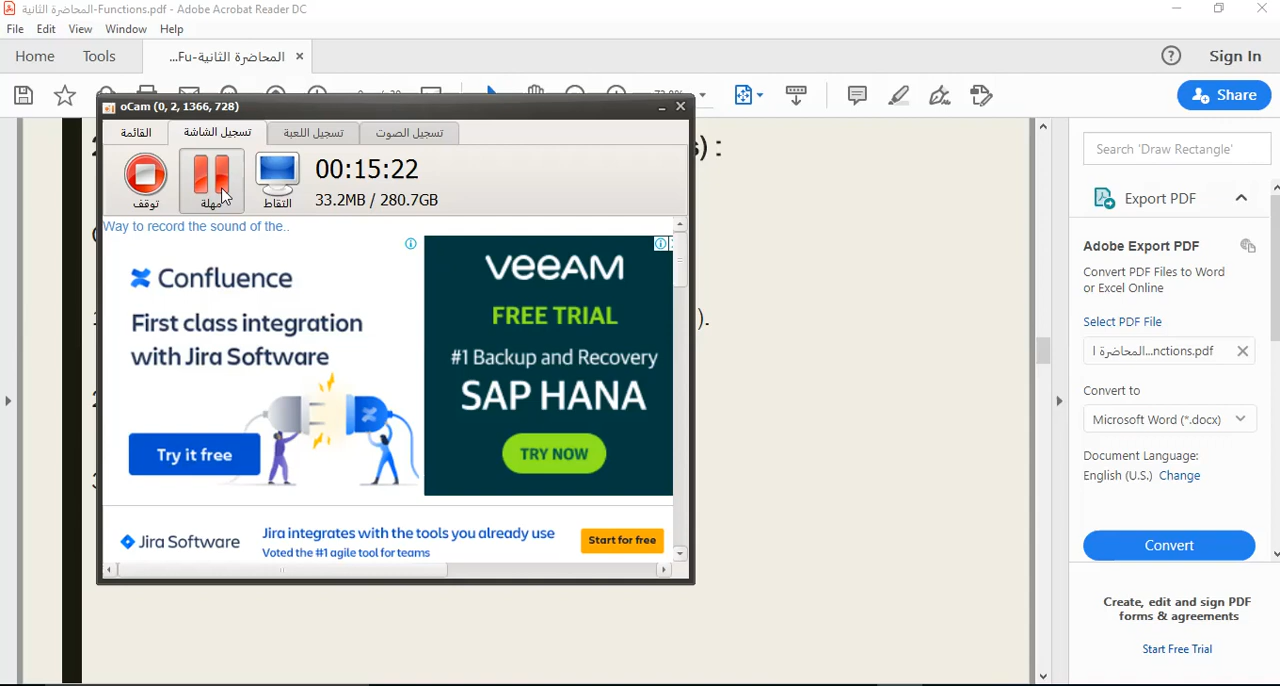 المحاضرة الثانية-Functions.pdf - Adobe Acrobat Reader DC
File Edit View Window Help
Home Tools المحاضرة الثانية-Fu... × Sign In
Share
oCam (0, 2, 1366, 728)
القائمة تسجيل الشاشة تسجيل اللعبة تسجيل الصوت
00:15:22
توقف مهلة التقاط 33.2MB / 280.7GB
Way to record the sound of the..
Confluence
First class integration
with Jira Software
Try it free
VEEAM
FREE TRIAL
#1 Backup and Recovery
SAP HANA
TRY NOW
Jira Software
Jira integrates with the tools you already use
Voted the #1 agile tool for teams
Start for free
s) :
).
Search 'Draw Rectangle'
Export PDF
Adobe Export PDF
Convert PDF Files to Word
or Excel Online
Select PDF File
المحاضرة ا...nctions.pdf
Convert to
Microsoft Word (*.docx)
Document Language:
English (U.S.) Change
Convert
Create, edit and sign PDF
forms & agreements
Start Free Trial